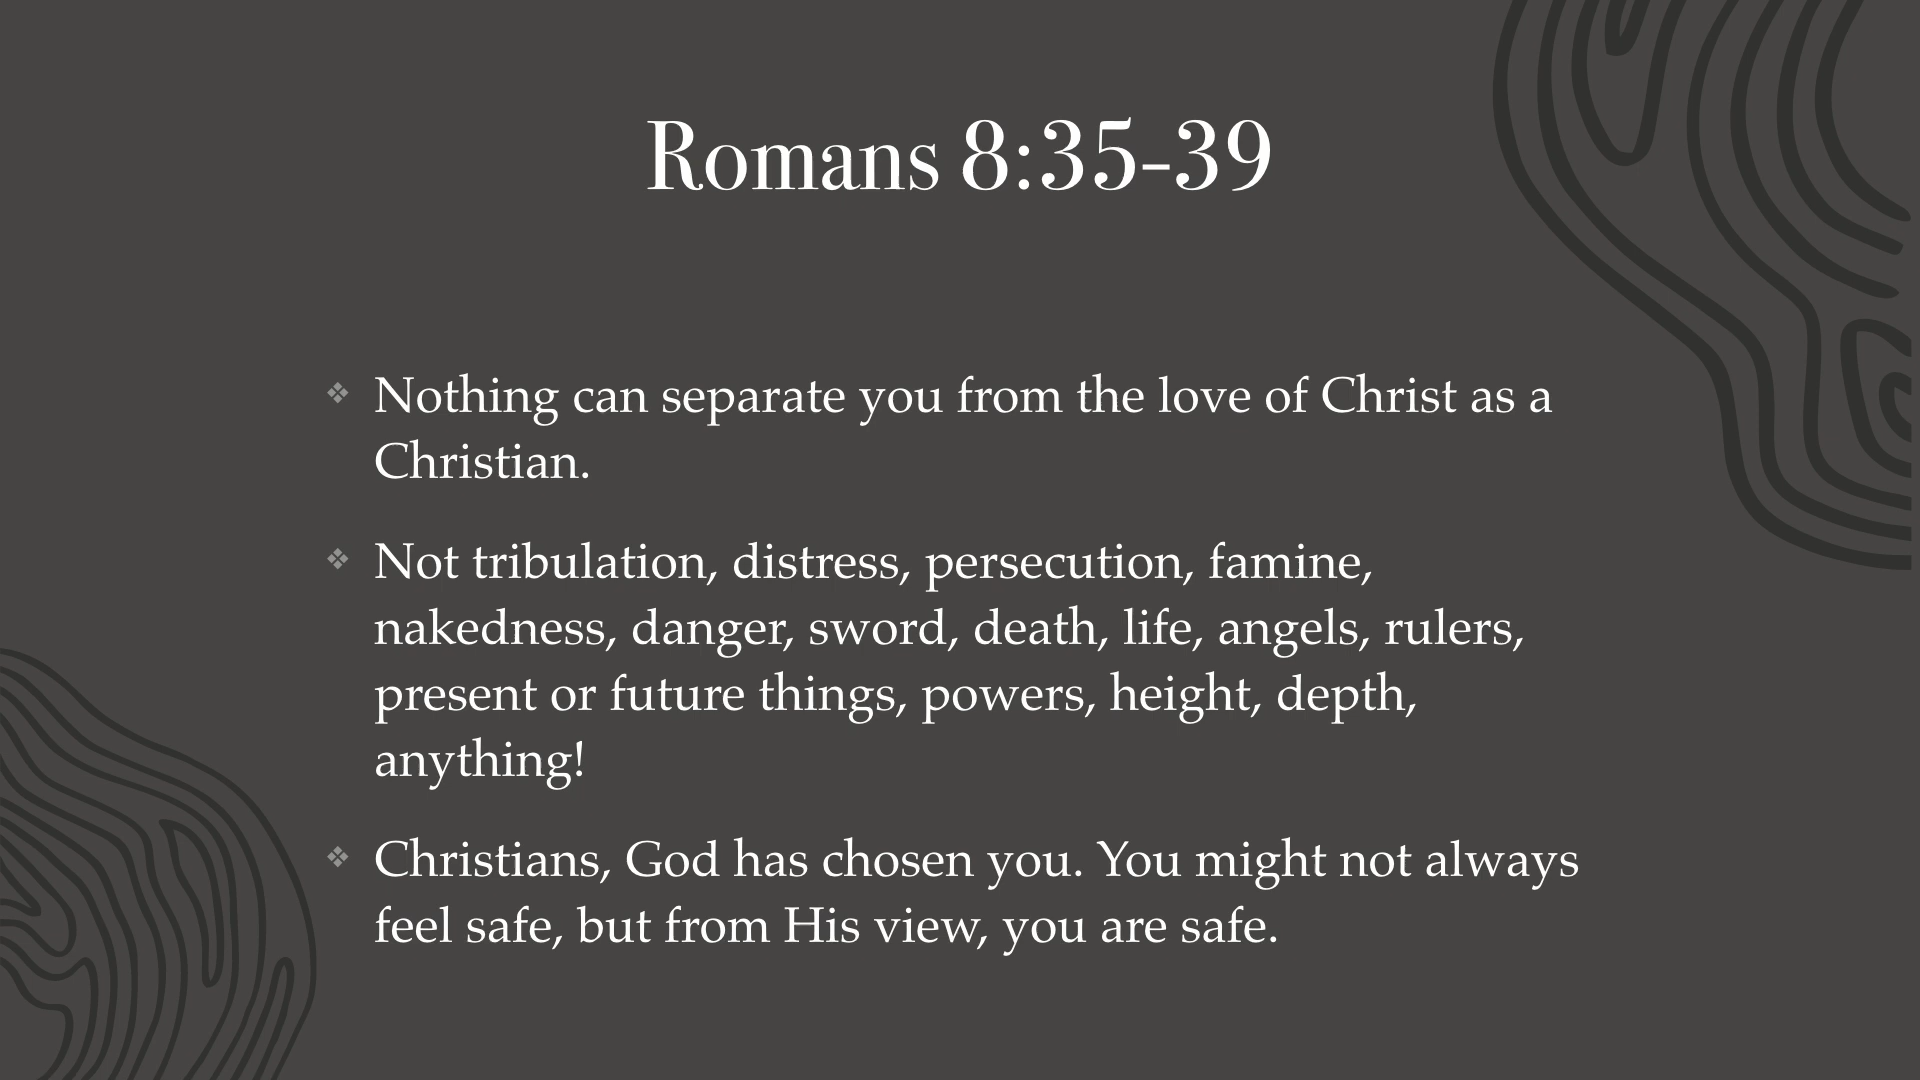 Romans 8:35-39
❖ Nothing can separate you from the love of Christ as a
Christian.
❖ Not tribulation, distress, persecution, famine,
nakedness, danger, sword, death, life, angels, rulers,
present or future things, powers, height, depth,
anything!
❖ Christians, God has chosen you. You might not always
feel safe, but from His view, you are safe.